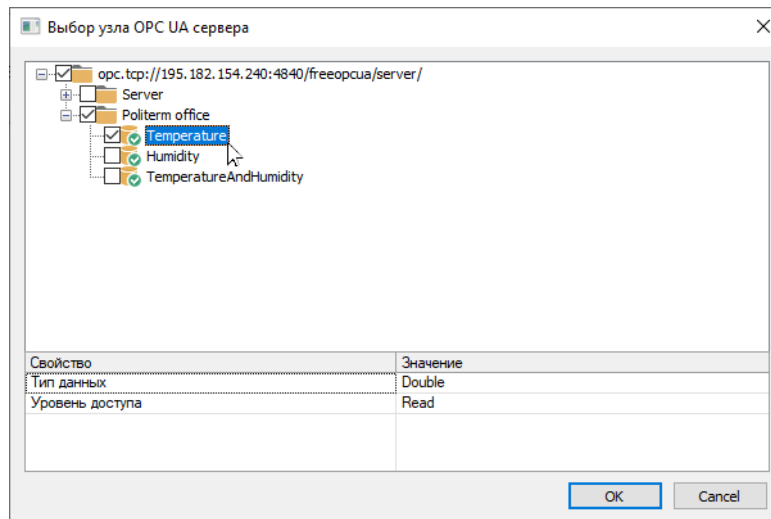 Выбор узла OPC UA сервера
opc.tcp://195.182.154.240:4840/freeopcua/server/
Server
Politerm office
Temperature
Humidity
TemperatureAndHumidity
Свойство Значение
Тип данных Double
Уровень доступа Read
OK Cancel